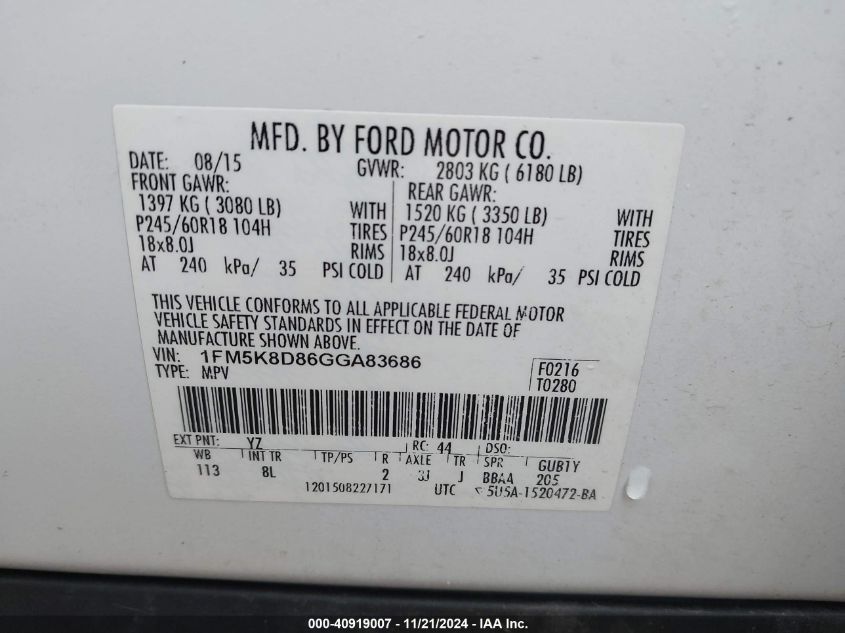 MFD. BY FORD MOTOR CO.
DATE: 08/15 GVWR: 2803 KG ( 6180 LB)
FRONT GAWR: REAR GAWR:
1397 KG ( 3080 LB) WITH 1520 KG ( 3350 LB) WITH
P245/60R18 104H TIRES P245/60R18 104H TIRES
18x8.0J RIMS 18x8.0J RIMS
AT 240 kPa/ 35 PSI COLD AT 240 kPa/ 35 PSI COLD
THIS VEHICLE CONFORMS TO ALL APPLICABLE FEDERAL MOTOR
VEHICLE SAFETY STANDARDS IN EFFECT ON THE DATE OF
MANUFACTURE SHOWN ABOVE.
VIN: 1FM5K8D86GGA83686 F0216
TYPE: MPV T0280
EXT PNT: YZ RC: 44 DSO:
WB INT TR TP/PS R AXLE TR SPR GUB1Y
113 8L 2 3J J BBAA 205
1201508227171 UTC 5U5A-1520472-BA
000-40919007 - 11/21/2024 - IAA Inc.